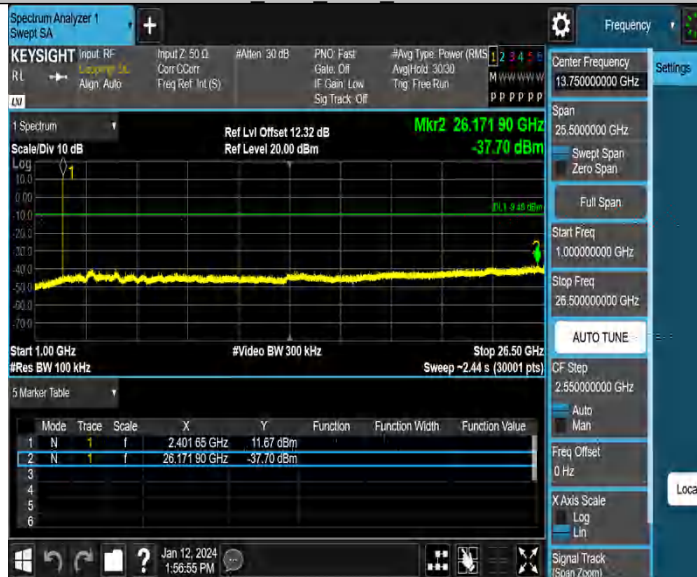 Spectrum Analyzer 1
Swept SA
+
Frequency
KEYSIGHT
RL
LXI
Input: RF
Align: Auto
Input Z: 50 Ω
Corr CCorr
Freq Ref: Int (S)
#Atten: 30 dB
PNO: Fast
Gate: Off
IF Gain: Low
Sig Track: Off
#Avg Type: Power (RMS
Avg|Hold: 30/30
Trig: Free Run
1 2 3 4 5 6
M W W W W W
P P P P P P
Center Frequency
13.750000000 GHz
Settings
Span
25.5000000 GHz
Swept Span
Zero Span
Full Span
Start Freq
1.000000000 GHz
Stop Freq
26.500000000 GHz
AUTO TUNE
CF Step
2.550000000 GHz
Auto
Man
Freq Offset
0 Hz
X Axis Scale
Log
Lin
Signal Track
(Span Zoom)
Loca
1 Spectrum
Scale/Div 10 dB
Ref Lvl Offset 12.32 dB
Ref Level 20.00 dBm
Mkr2 26.171 90 GHz
-37.70 dBm
Log
10.0
0.00
-10.0
-20.0
-30.0
-40.0
-50.0
-60.0
-70.0
1
2
Start 1.00 GHz
#Res BW 100 kHz
#Video BW 300 kHz
Stop 26.50 GHz
Sweep ~2.44 s (30001 pts)
5 Marker Table
Mode Trace Scale X Y Function Function Width Function Value
1 N 1 f 2.401 65 GHz 11.67 dBm
2 N 1 f 26.171 90 GHz -37.70 dBm
3
4
5
6
?
Jan 12, 2024
1:56:55 PM